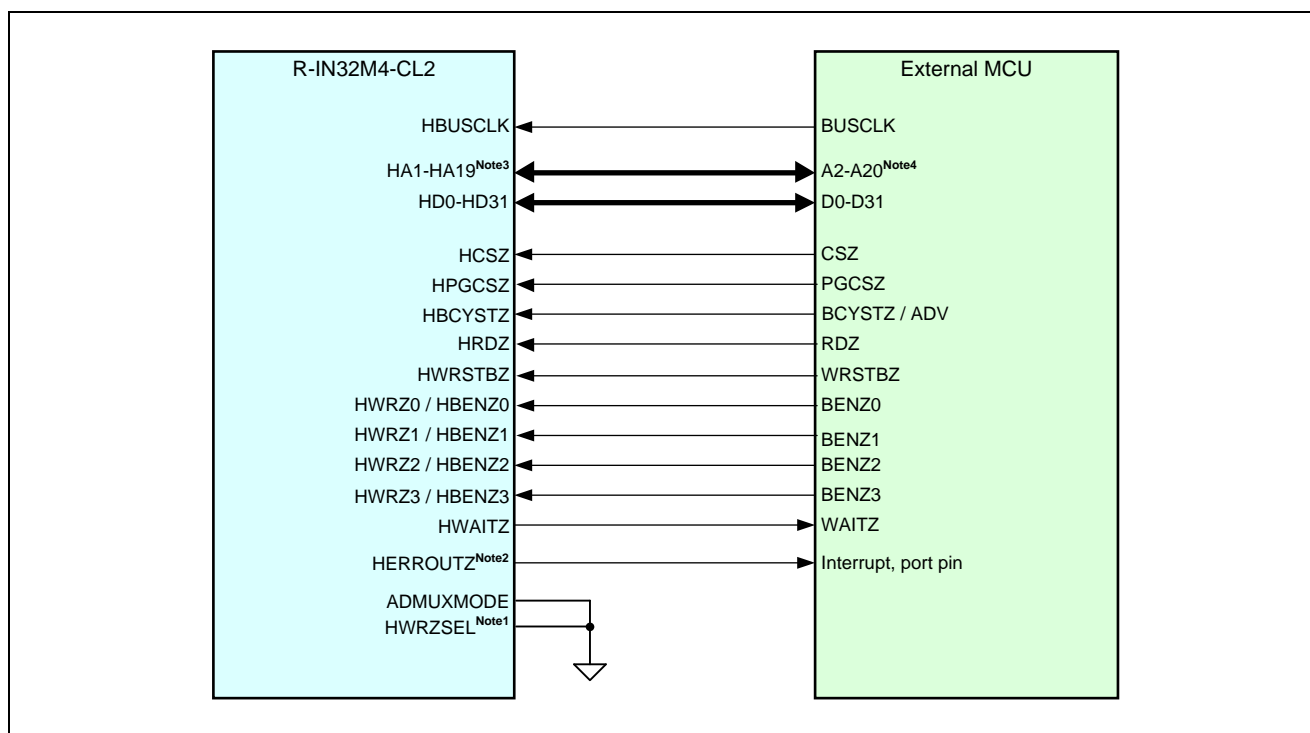 R-IN32M4-CL2 External MCU
HBUSCLK BUSCLK
HA1-HA19Note3 A2-A20Note4
HD0-HD31 D0-D31
HCSZ CSZ
HPGCSZ PGCSZ
HBCYSTZ BCYSTZ / ADV
HRDZ RDZ
HWRSTBZ WRSTBZ
HWRZ0 / HBENZ0 BENZ0
HWRZ1 / HBENZ1 BENZ1
HWRZ2 / HBENZ2 BENZ2
HWRZ3 / HBENZ3 BENZ3
HWAITZ WAITZ
HERROUTZNote2 Interrupt, port pin
ADMUXMODE
HWRZSELNote1